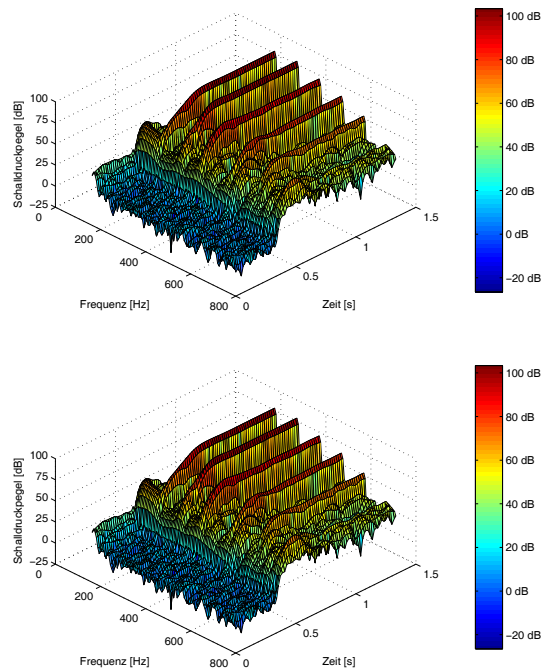 100 dB
80 dB
60 dB
40 dB
20 dB
0 dB
−20 dB
Schalldruckpegel [dB]
100
75
50
25
0
−25
0
200
400
600
800
Frequenz [Hz]
0
0.5
1
1.5
Zeit [s]
100 dB
80 dB
60 dB
40 dB
20 dB
0 dB
−20 dB
Schalldruckpegel [dB]
100
75
50
25
0
−25
0
200
400
600
800
Frequenz [Hz]
0
0.5
1
1.5
Zeit [s]